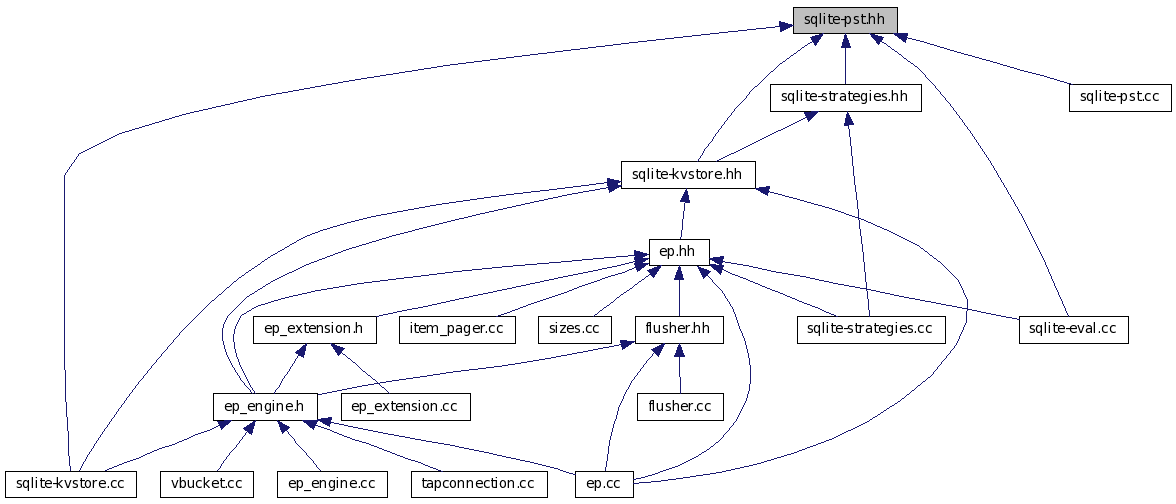 sqlite-pst.hh
sqlite-strategies.hh
sqlite-pst.cc
sqlite-kvstore.hh
ep.hh
ep_extension.h
item_pager.cc
sizes.cc
flusher.hh
sqlite-strategies.cc
sqlite-eval.cc
ep_engine.h
ep_extension.cc
flusher.cc
sqlite-kvstore.cc
vbucket.cc
ep_engine.cc
tapconnection.cc
ep.cc